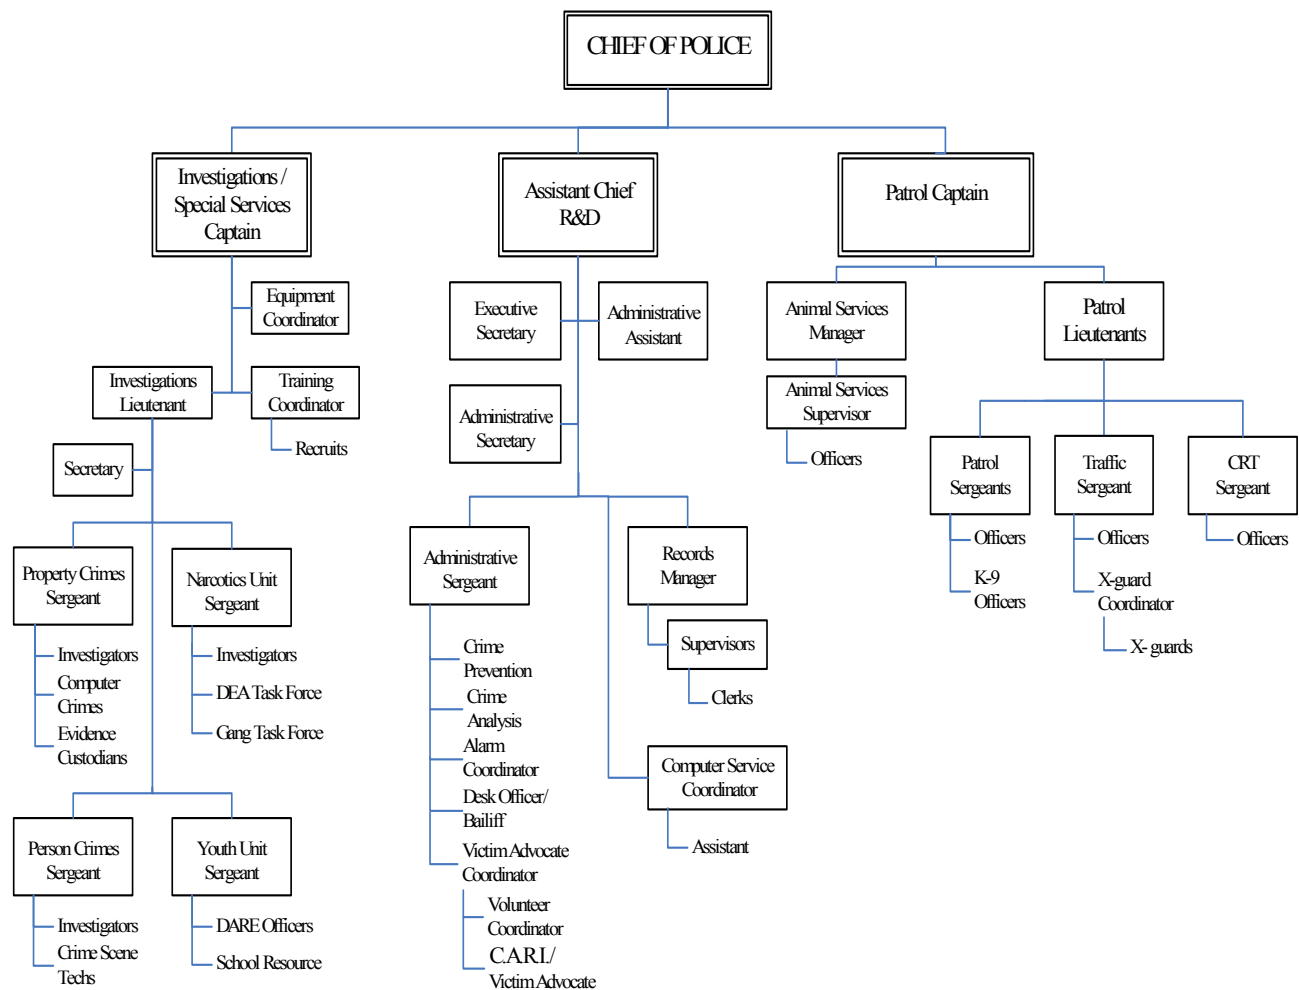 CHIEF OF POLICE
Investigations /
Special Services
Captain
Assistant Chief
R&D
Patrol Captain
Equipment
Coordinator
Executive
Secretary
Administrative
Assistant
Animal Services
Manager
Patrol
Lieutenants
Investigations
Lieutenant
Training
Coordinator
Recruits
Administrative
Secretary
Animal Services
Supervisor
Officers
Secretary
Patrol
Sergeants
Traffic
Sergeant
CRT
Sergeant
Officers
K-9
Officers
Officers
X-guard
Coordinator
X- guards
Officers
Property Crimes
Sergeant
Investigators
Computer
Crimes
Evidence
Custodians
Narcotics Unit
Sergeant
Investigators
DEA Task Force
Gang Task Force
Administrative
Sergeant
Crime
Prevention
Crime
Analysis
Alarm
Coordinator
Desk Officer/
Bailiff
Victim Advocate
Coordinator
Volunteer
Coordinator
C.A.R.I./
Victim Advocate
Records
Manager
Supervisors
Clerks
Computer Service
Coordinator
Assistant
Person Crimes
Sergeant
Investigators
Crime Scene
Techs
Youth Unit
Sergeant
DARE Officers
School Resource